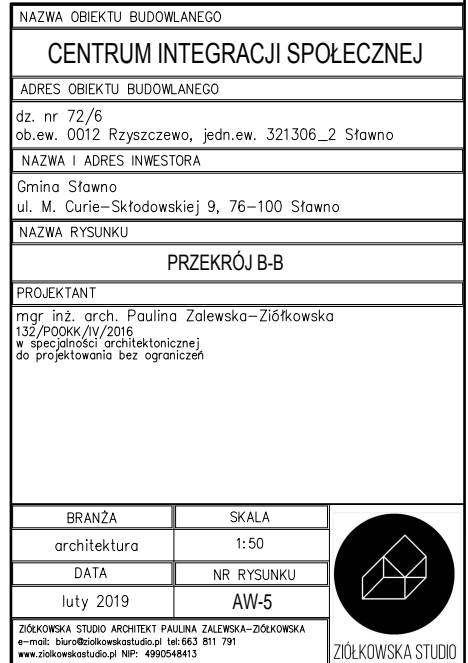 NAZWA OBIEKTU BUDOWLANEGO
CENTRUM INTEGRACJI SPOŁECZNEJ
ADRES OBIEKTU BUDOWLANEGO
dz. nr 72/6
ob.ew. 0012 Rzyszczewo, jedn.ew. 321306_2 Sławno
NAZWA I ADRES INWESTORA
Gmina Sławno
ul. M. Curie-Skłodowskiej 9, 76-100 Sławno
NAZWA RYSUNKU
PRZEKRÓJ B-B
PROJEKTANT
mgr inż. arch. Paulina Zalewska-Ziółkowska
132/POOKK/IV/2016
w specjalności architektonicznej
do projektowania bez ograniczeń
BRANŻA
SKALA
architektura
1:50
DATA
NR RYSUNKU
luty 2019
AW-5
ZIÓŁKOWSKA STUDIO ARCHITEKT PAULINA ZALEWSKA-ZIÓŁKOWSKA
e-mail: biuro@ziolkowskastudio.pl tel:663 811 791
www.ziolkowskastudio.pl NIP: 4990548413
ZIÓŁKOWSKA STUDIO